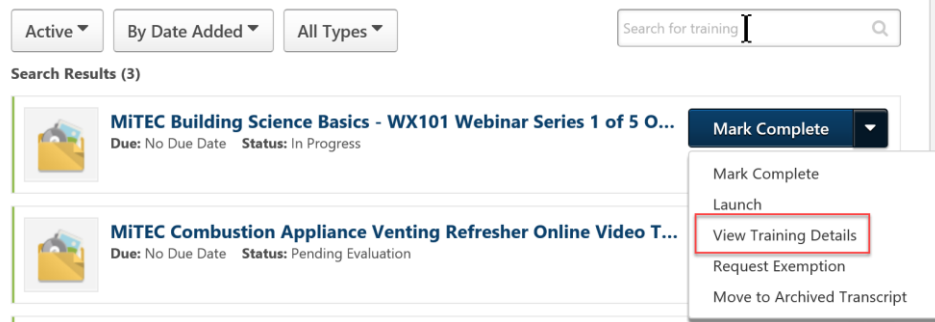 Active
By Date Added
All Types
Search for training
Search Results (3)
MiTEC Building Science Basics - WX101 Webinar Series 1 of 5 O...
Due: No Due Date Status: In Progress
Mark Complete
Mark Complete
Launch
View Training Details
Request Exemption
Move to Archived Transcript
MiTEC Combustion Appliance Venting Refresher Online Video T...
Due: No Due Date Status: Pending Evaluation